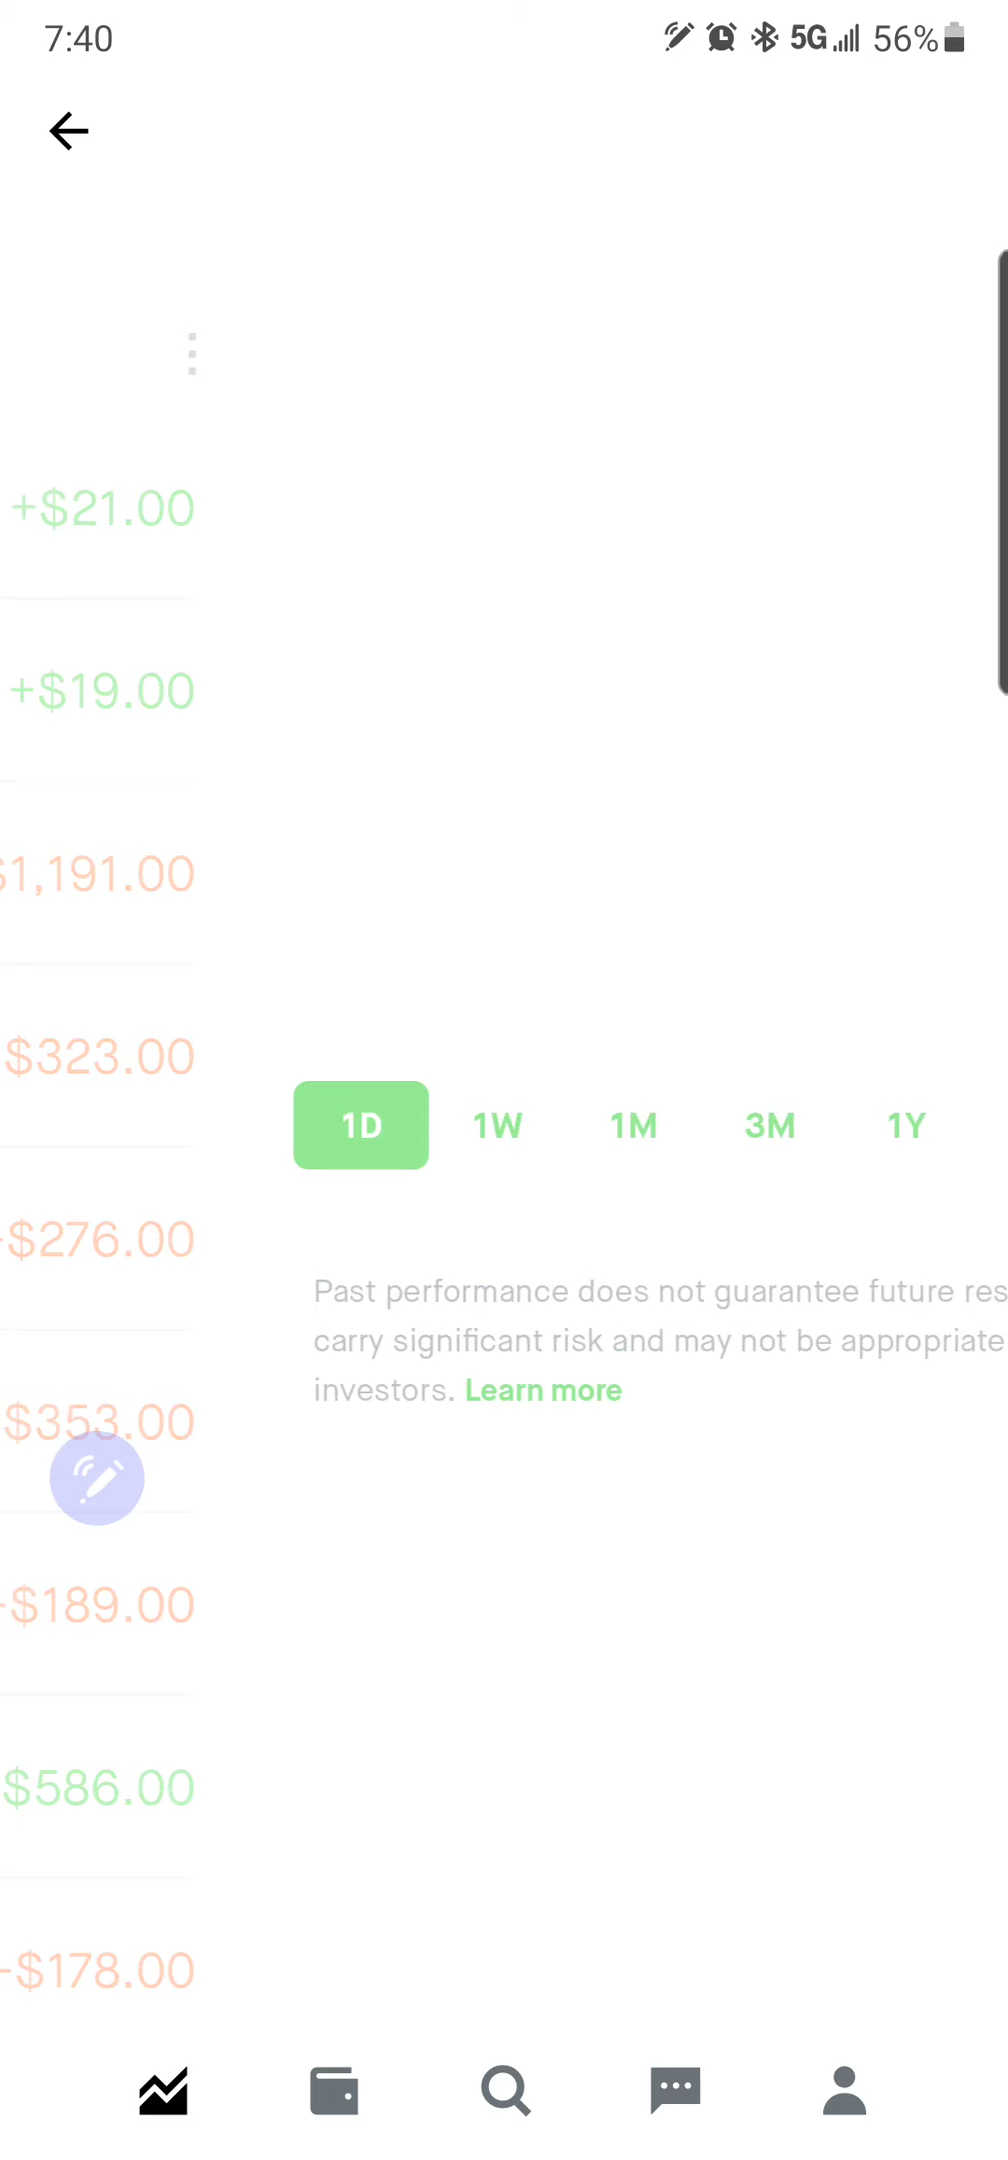 7:40 5G 56%
+$21.00
+$19.00
$1,191.00
$323.00
1D 1W 1M 3M 1Y
-$276.00
Past performance does not guarantee future res
carry significant risk and may not be appropriate
investors. Learn more
$353.00
-$189.00
$586.00
-$178.00